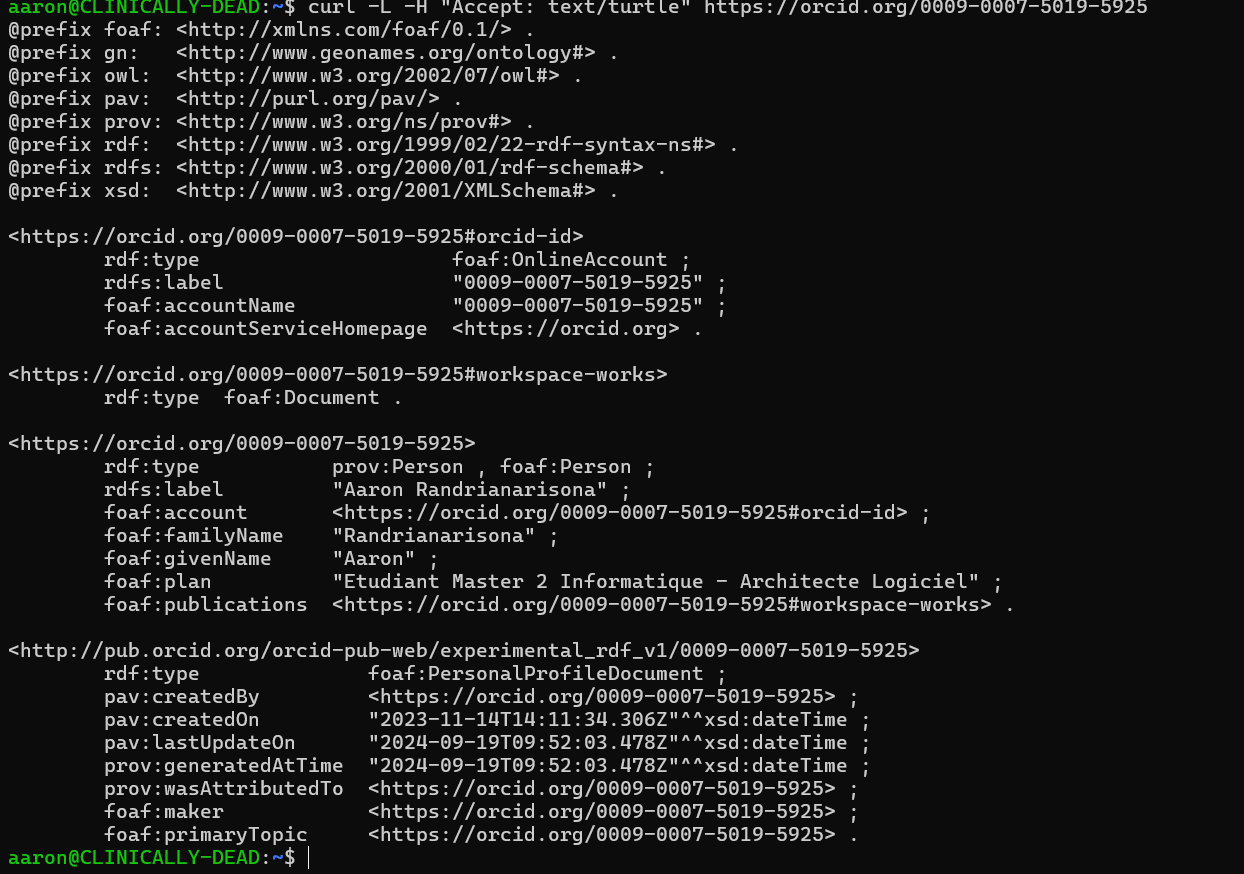 aaron@CLINICALLY-DEAD:~$ curl -L -H "Accept: text/turtle" https://orcid.org/0009-0007-5019-5925
@prefix foaf: <http://xmlns.com/foaf/0.1/> .
@prefix gn:   <http://www.geonames.org/ontology#> .
@prefix owl:  <http://www.w3.org/2002/07/owl#> .
@prefix pav:  <http://purl.org/pav/> .
@prefix prov: <http://www.w3.org/ns/prov#> .
@prefix rdf:  <http://www.w3.org/1999/02/22-rdf-syntax-ns#> .
@prefix rdfs: <http://www.w3.org/2000/01/rdf-schema#> .
@prefix xsd:  <http://www.w3.org/2001/XMLSchema#> .

<https://orcid.org/0009-0007-5019-5925#orcid-id>
        rdf:type                     foaf:OnlineAccount ;
        rdfs:label                   "0009-0007-5019-5925" ;
        foaf:accountName             "0009-0007-5019-5925" ;
        foaf:accountServiceHomepage  <https://orcid.org> .

<https://orcid.org/0009-0007-5019-5925#workspace-works>
        rdf:type  foaf:Document .

<https://orcid.org/0009-0007-5019-5925>
        rdf:type           prov:Person , foaf:Person ;
        rdfs:label         "Aaron Randrianarisona" ;
        foaf:account       <https://orcid.org/0009-0007-5019-5925#orcid-id> ;
        foaf:familyName    "Randrianarisona" ;
        foaf:givenName     "Aaron" ;
        foaf:plan          "Etudiant Master 2 Informatique - Architecte Logiciel" ;
        foaf:publications  <https://orcid.org/0009-0007-5019-5925#workspace-works> .

<http://pub.orcid.org/orcid-pub-web/experimental_rdf_v1/0009-0007-5019-5925>
        rdf:type              foaf:PersonalProfileDocument ;
        pav:createdBy         <https://orcid.org/0009-0007-5019-5925> ;
        pav:createdOn         "2023-11-14T14:11:34.306Z"^^xsd:dateTime ;
        pav:lastUpdateOn      "2024-09-19T09:52:03.478Z"^^xsd:dateTime ;
        prov:generatedAtTime  "2024-09-19T09:52:03.478Z"^^xsd:dateTime ;
        prov:wasAttributedTo  <https://orcid.org/0009-0007-5019-5925> ;
        foaf:maker            <https://orcid.org/0009-0007-5019-5925> ;
        foaf:primaryTopic     <https://orcid.org/0009-0007-5019-5925> .
aaron@CLINICALLY-DEAD:~$